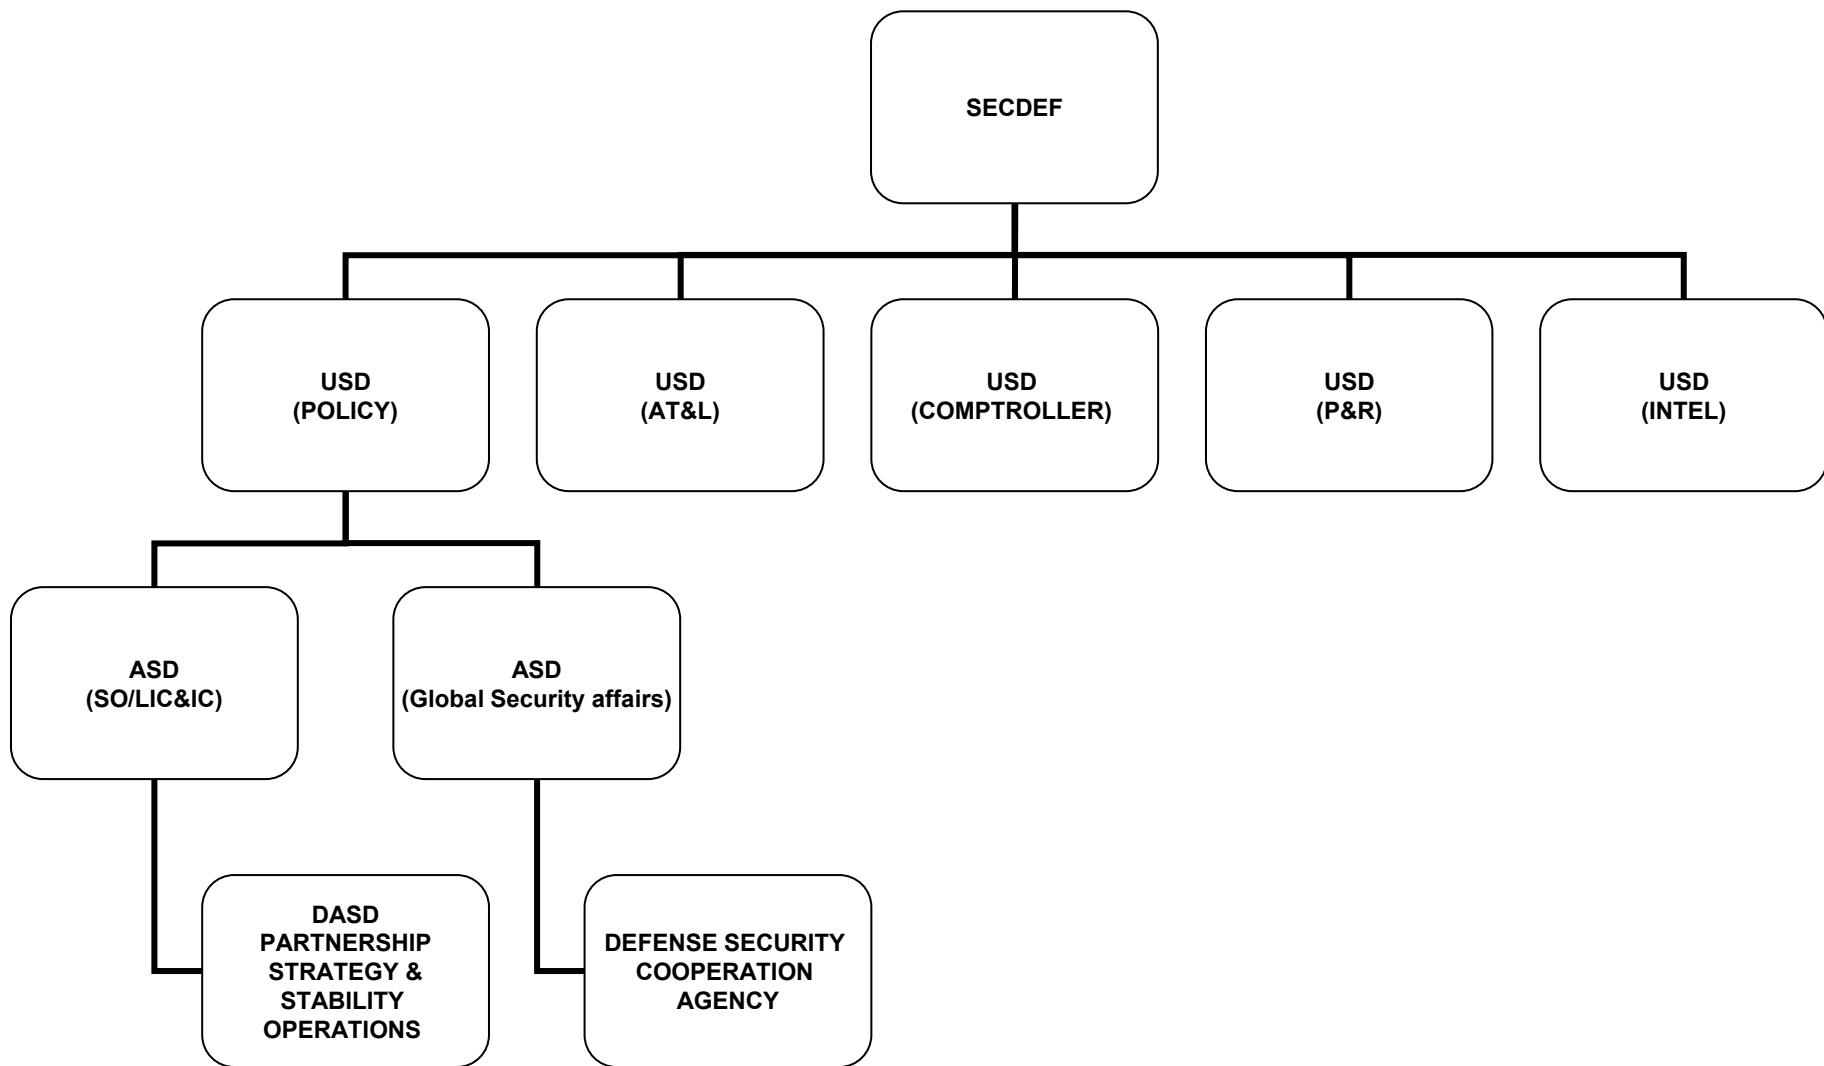 SECDEF
USD
(POLICY)
USD
(AT&L)
USD
(COMPTROLLER)
USD
(P&R)
USD
(INTEL)
ASD
(SO/LIC&IC)
ASD
(Global Security affairs)
DASD
PARTNERSHIP
STRATEGY &
STABILITY
OPERATIONS
DEFENSE SECURITY
COOPERATION
AGENCY